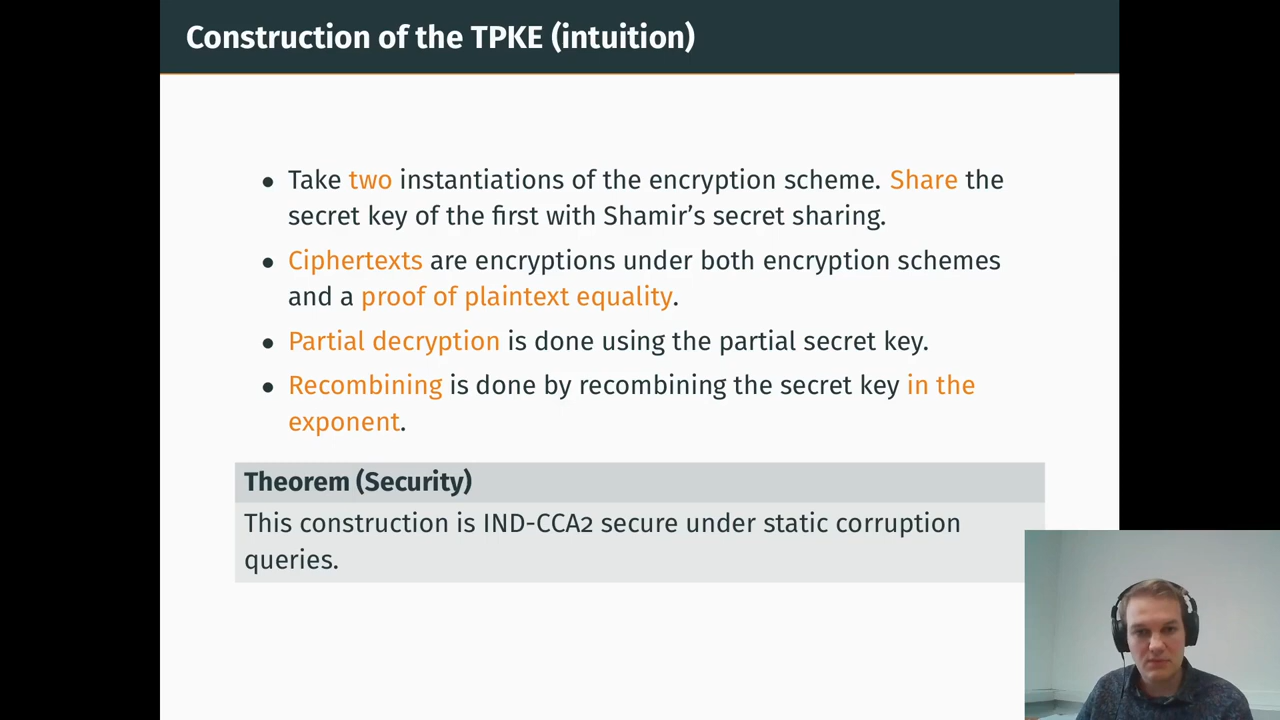 Construction of the TPKE (intuition)
• Take two instantiations of the encryption scheme. Share the
secret key of the first with Shamir's secret sharing.
• Ciphertexts are encryptions under both encryption schemes
and a proof of plaintext equality.
• Partial decryption is done using the partial secret key.
• Recombining is done by recombining the secret key in the
exponent.
Theorem (Security)
This construction is IND-CCA2 secure under static corruption
queries.